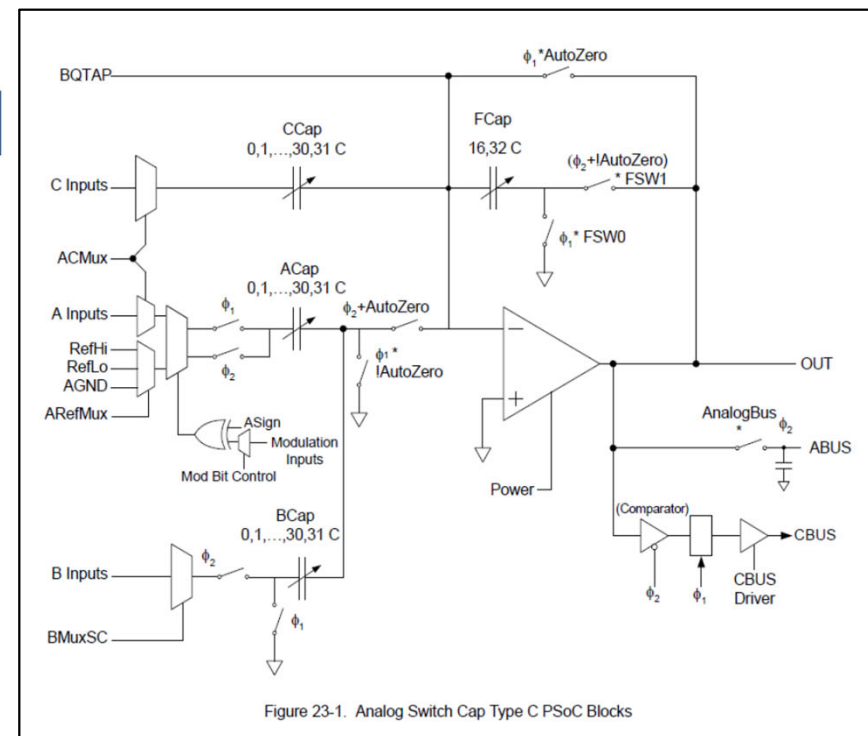 BQTAP
ϕ1*AutoZero
CCap
0,1,...,30,31 C
FCap
16,32 C
(ϕ2+!AutoZero)
* FSW1
C Inputs
ϕ1* FSW0
ACMux
ACap
0,1,...,30,31 C
ϕ2+AutoZero
A Inputs
ϕ1
RefHi
RefLo
ϕ2
ϕ1*
!AutoZero
AGND
ARefMux
OUT
ASign
Modulation
Inputs
Mod Bit Control
AnalogBus
*
ϕ2
ABUS
Power
(Comparator)
CBUS
ϕ2
ϕ1
CBUS
Driver
BCap
0,1,...,30,31 C
B Inputs
ϕ2
ϕ1
BMuxSC
Figure 23-1. Analog Switch Cap Type C PSoC Blocks